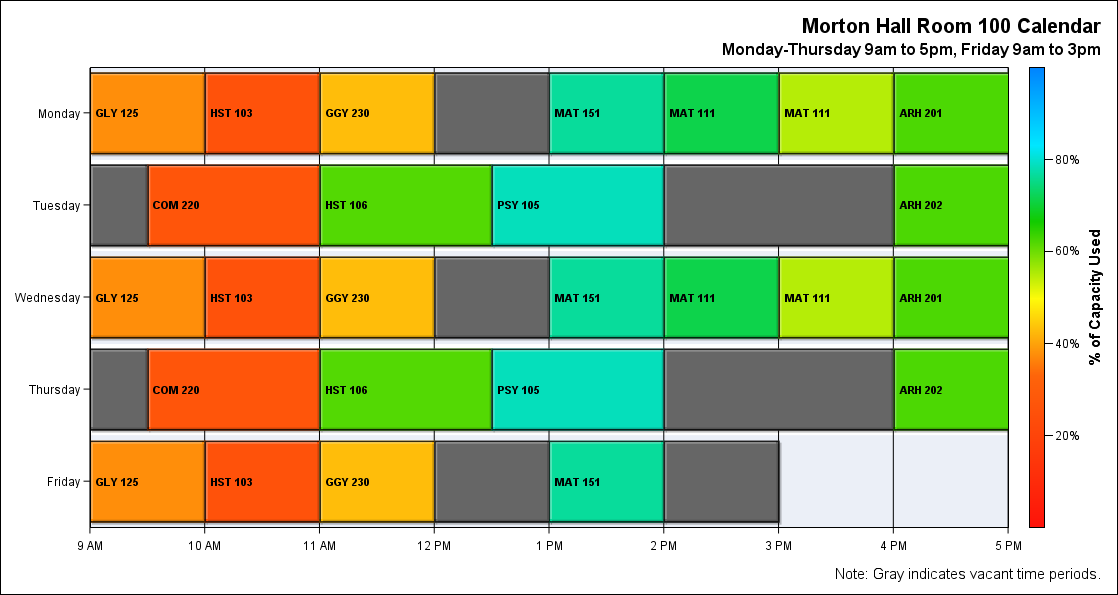 Morton Hall Room 100 Calendar
Monday-Thursday 9am to 5pm, Friday 9am to 3pm
Monday
GLY 125 HST 103 GGY 230 MAT 151 MAT 111 MAT 111 ARH 201
Tuesday
COM 220 HST 106 PSY 105 ARH 202
Wednesday
GLY 125 HST 103 GGY 230 MAT 151 MAT 111 MAT 111 ARH 201
Thursday
COM 220 HST 106 PSY 105 ARH 202
Friday
GLY 125 HST 103 GGY 230 MAT 151
9 AM 10 AM 11 AM 12 PM 1 PM 2 PM 3 PM 4 PM 5 PM
80%
60%
40%
20%
% of Capacity Used
Note: Gray indicates vacant time periods.